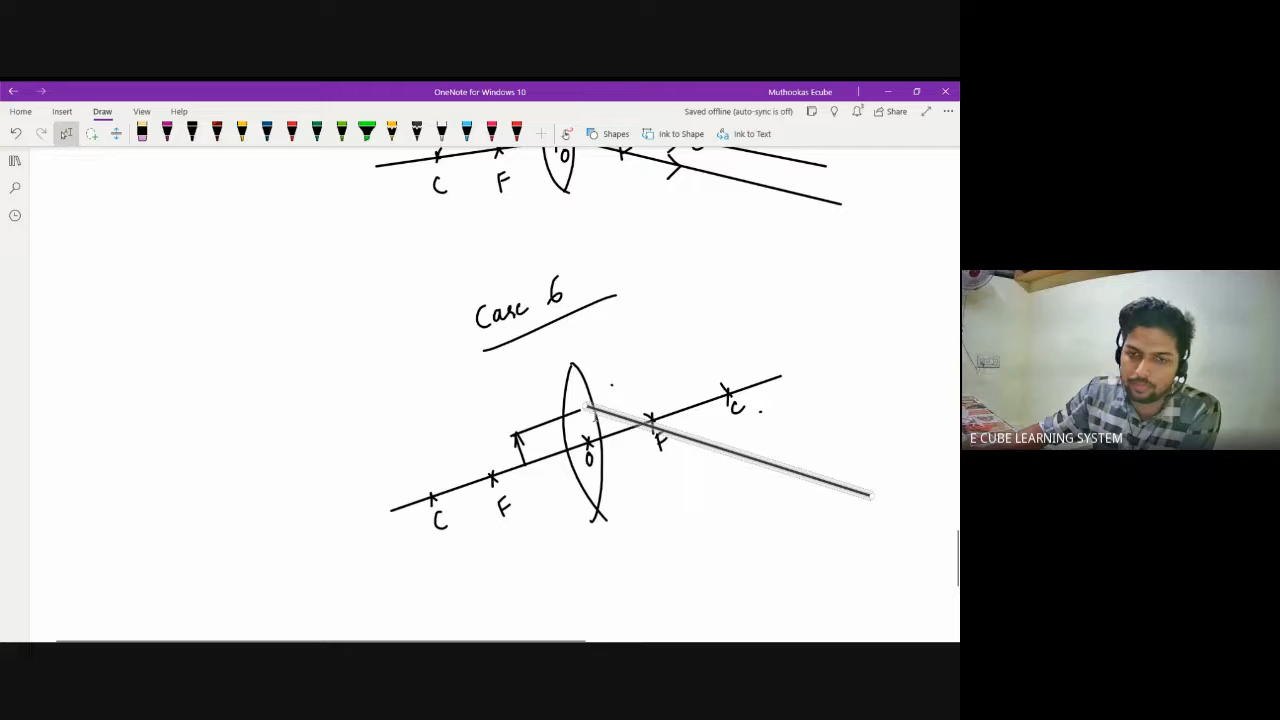 OneNote for Windows 10
Muthookas Ecube
Home Insert Draw View Help
Saved offline (auto-sync is off)
Share
Shapes
Ink to Shape
Ink to Text
O
F
C
C F
Case 6
C
F
O
C F
E CUBE LEARNING SYSTEM